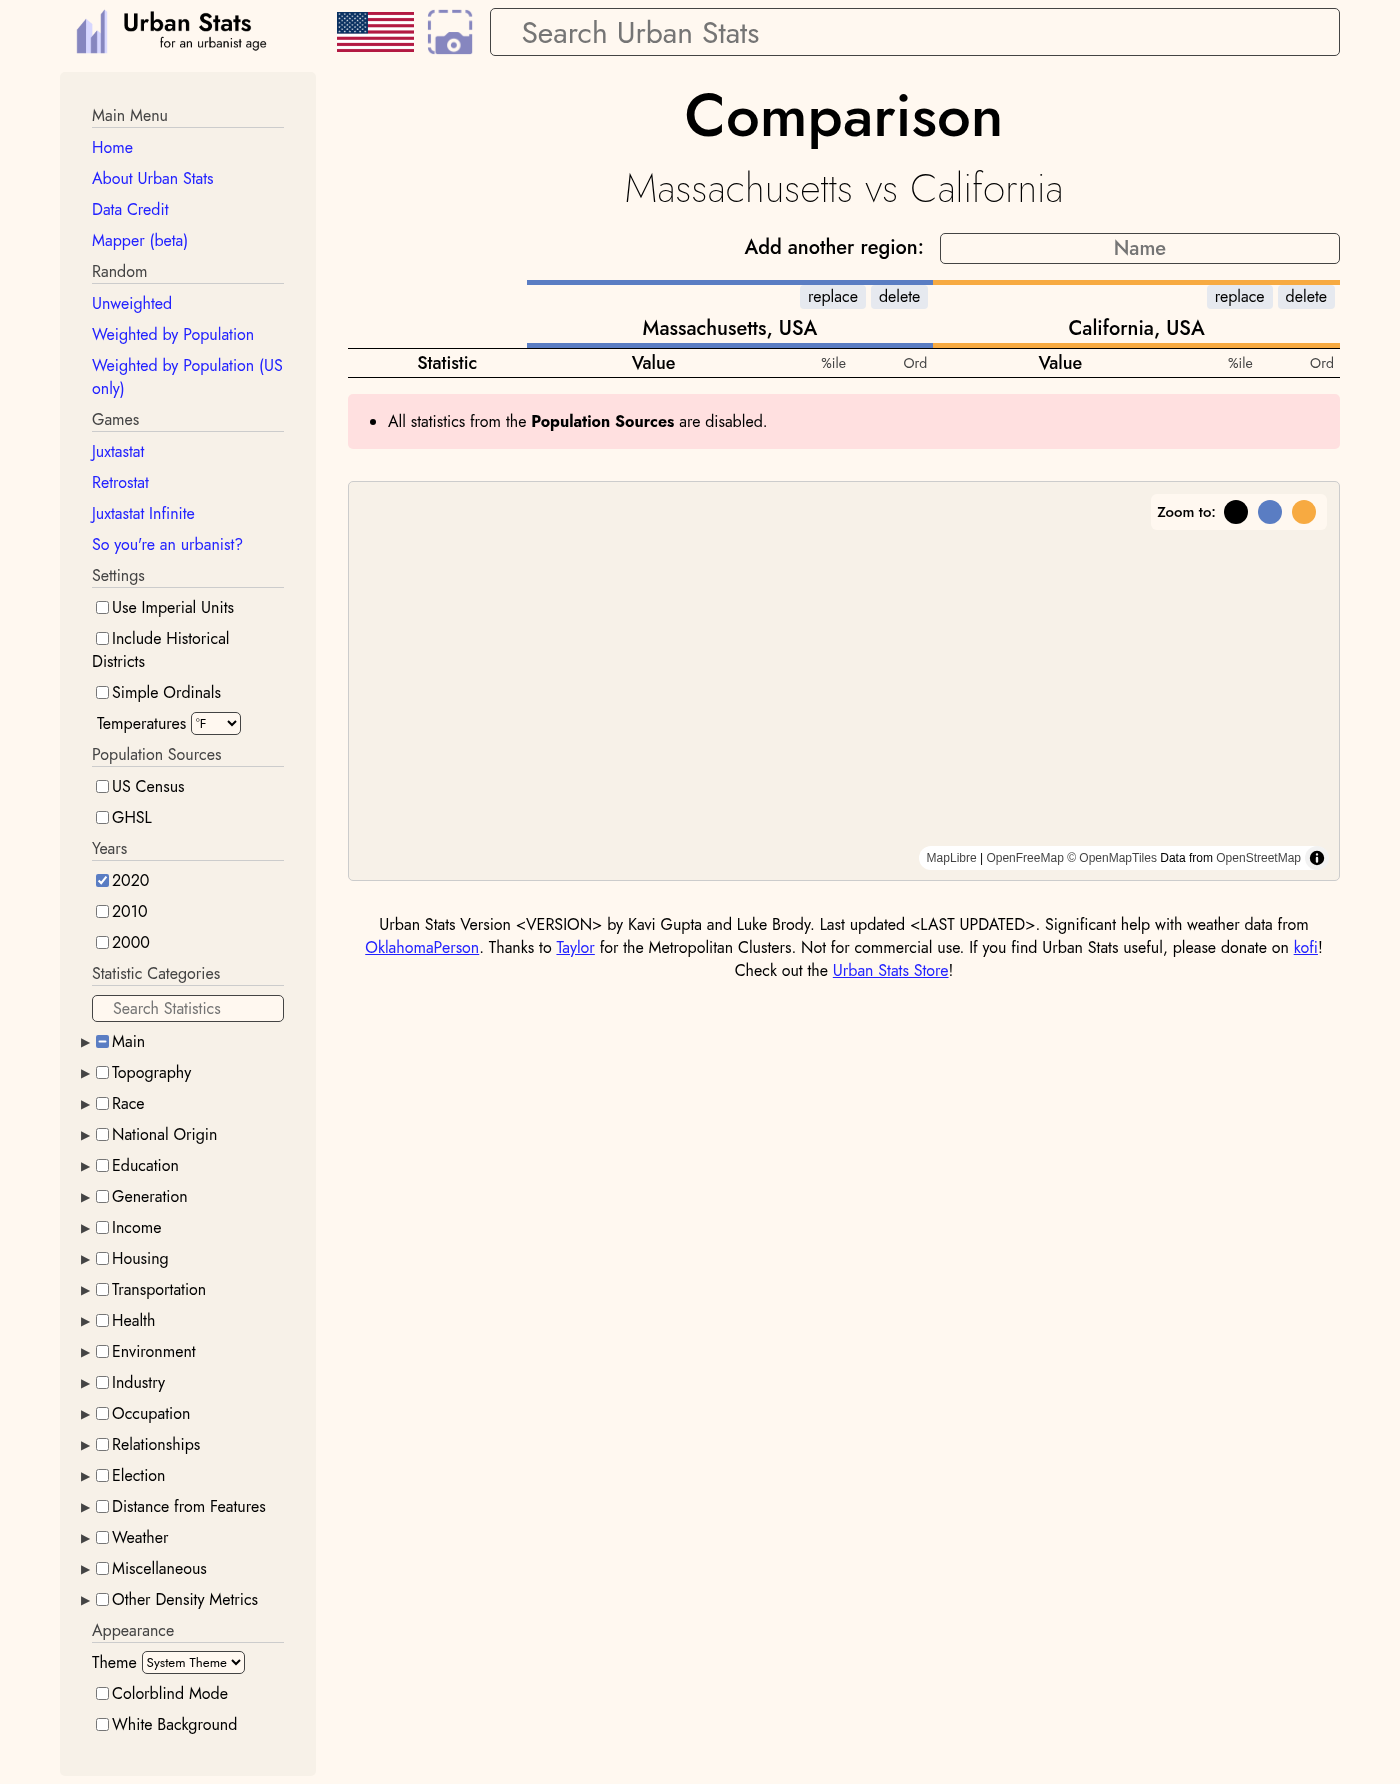 Urban Stats
for an urbanist age
Search Urban Stats
Main Menu
Home
About Urban Stats
Data Credit
Mapper (beta)
Random
Unweighted
Weighted by Population
Weighted by Population (US
only)
Games
Juxtastat
Retrostat
Juxtastat Infinite
So you're an urbanist?
Settings
Use Imperial Units
Include Historical
Districts
Simple Ordinals
Temperatures °F
Population Sources
US Census
GHSL
Years
2020
2010
2000
Statistic Categories
Search Statistics
Main
Topography
Race
National Origin
Education
Generation
Income
Housing
Transportation
Health
Environment
Industry
Occupation
Relationships
Election
Distance from Features
Weather
Miscellaneous
Other Density Metrics
Appearance
Theme System Theme
Colorblind Mode
White Background
Comparison
Massachusetts vs California
Add another region: Name
replace delete replace delete
Massachusetts, USA California, USA
Statistic Value %ile Ord Value %ile Ord
All statistics from the Population Sources are disabled.
Zoom to:
MapLibre | OpenFreeMap © OpenMapTiles Data from OpenStreetMap
Urban Stats Version <VERSION> by Kavi Gupta and Luke Brody. Last updated <LAST UPDATED>. Significant help with weather data from
OklahomaPerson. Thanks to Taylor for the Metropolitan Clusters. Not for commercial use. If you find Urban Stats useful, please donate on kofi!
Check out the Urban Stats Store!